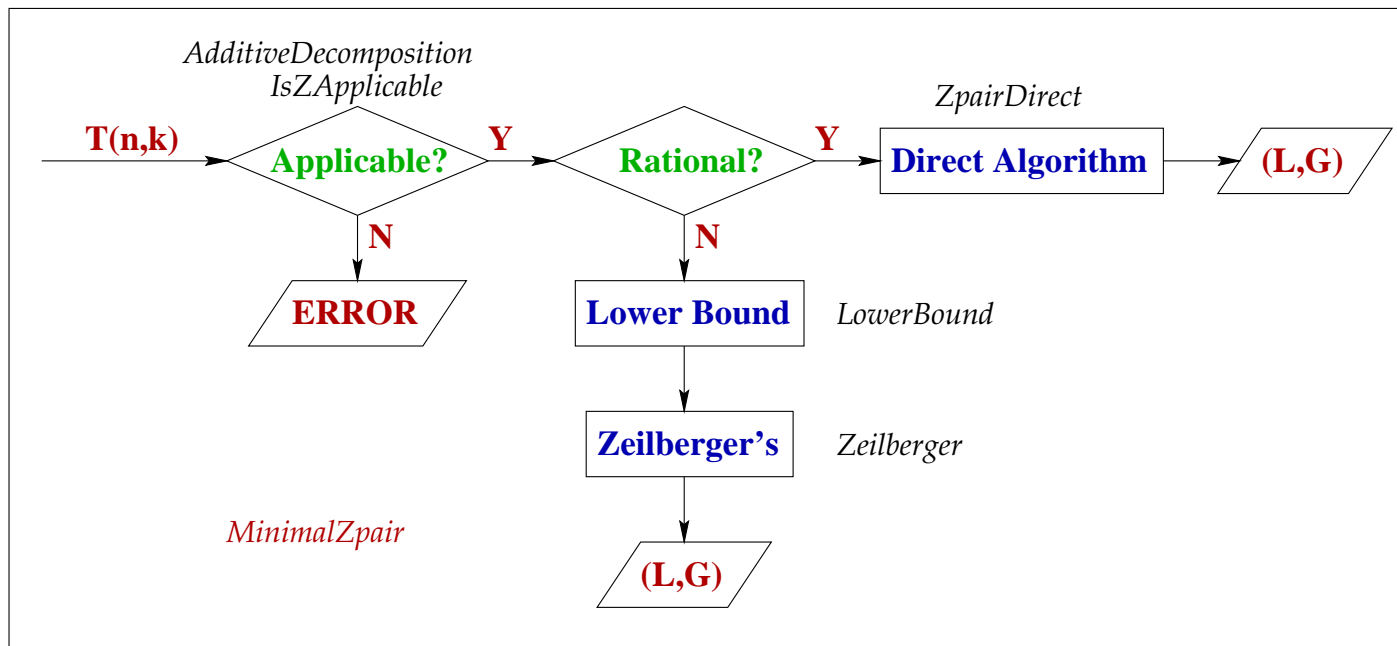 AdditiveDecomposition
IsZApplicable
ZpairDirect
T(n,k)
Applicable?
Y
Rational?
Y
Direct Algorithm
(L,G)
N
N
ERROR
Lower Bound
LowerBound
Zeilberger's
Zeilberger
MinimalZpair
(L,G)